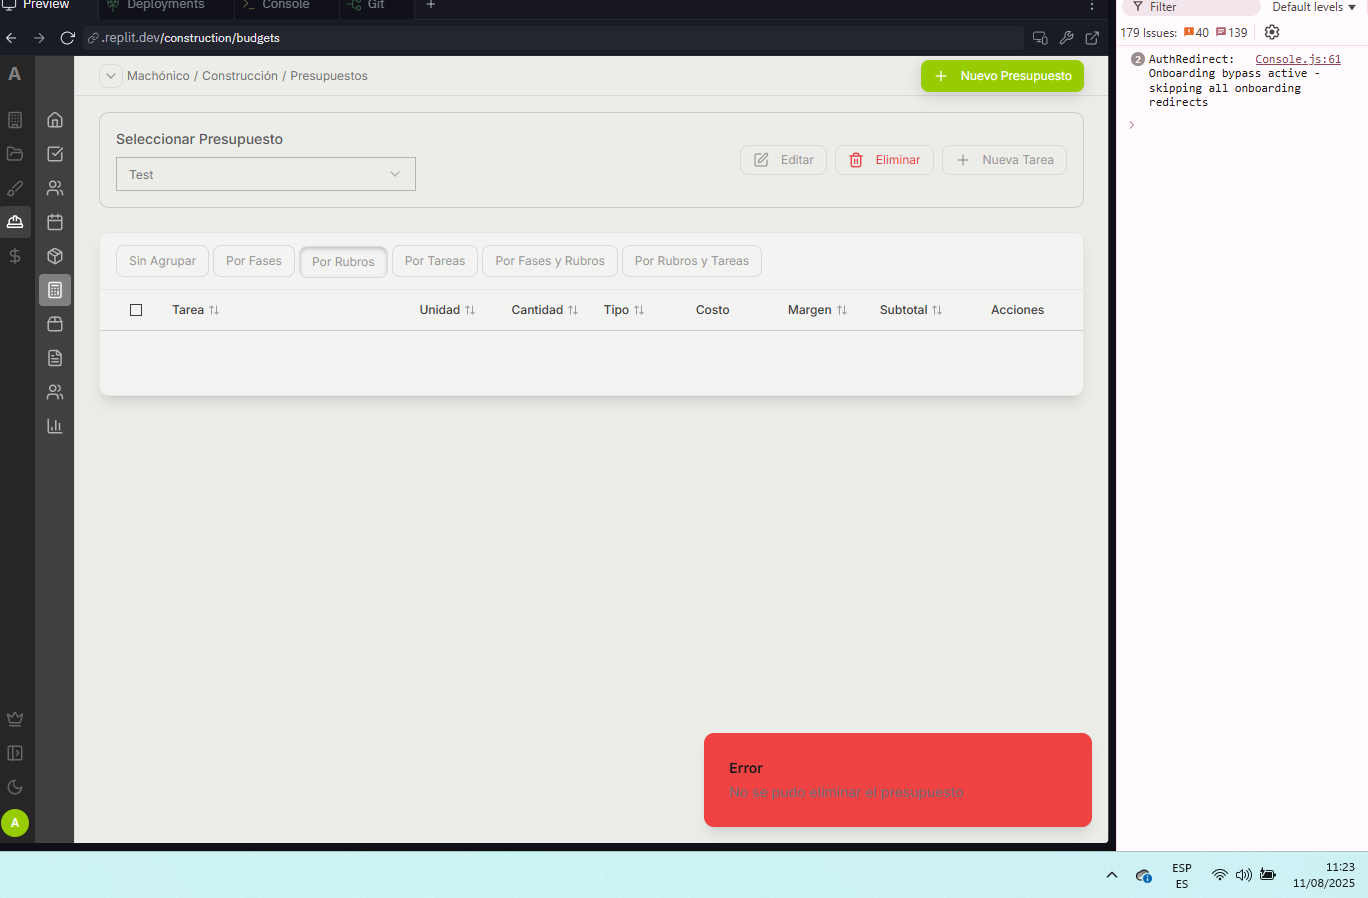 Preview
Deployments
Console
Git
.replit.dev/construction/budgets
A
Machónico / Construcción / Presupuestos
Nuevo Presupuesto
Seleccionar Presupuesto
Test
Editar
Eliminar
Nueva Tarea
Sin Agrupar
Por Fases
Por Rubros
Por Tareas
Por Fases y Rubros
Por Rubros y Tareas
Tarea
Unidad
Cantidad
Tipo
Costo
Margen
Subtotal
Acciones
Error
No se pudo eliminar el presupuesto
A
Filter
Default levels
179 Issues: 40 139
2 AuthRedirect: Console.js:61
Onboarding bypass active -
skipping all onboarding
redirects
ESP
ES
11:23
11/08/2025